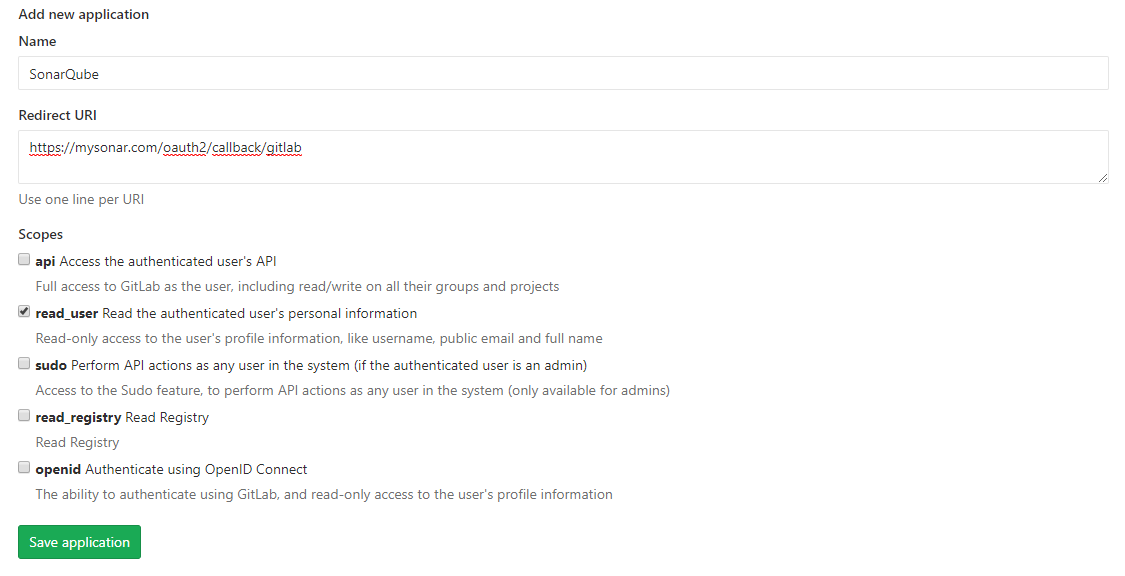 Add new application
Name
SonarQube
Redirect URI
https://mysonar.com/oauth2/callback/gitlab
Use one line per URI
Scopes
api Access the authenticated user's API
Full access to GitLab as the user, including read/write on all their groups and projects
read_user Read the authenticated user's personal information
Read-only access to the user's profile information, like username, public email and full name
sudo Perform API actions as any user in the system (if the authenticated user is an admin)
Access to the Sudo feature, to perform API actions as any user in the system (only available for admins)
read_registry Read Registry
Read Registry
openid Authenticate using OpenID Connect
The ability to authenticate using GitLab, and read-only access to the user's profile information
Save application